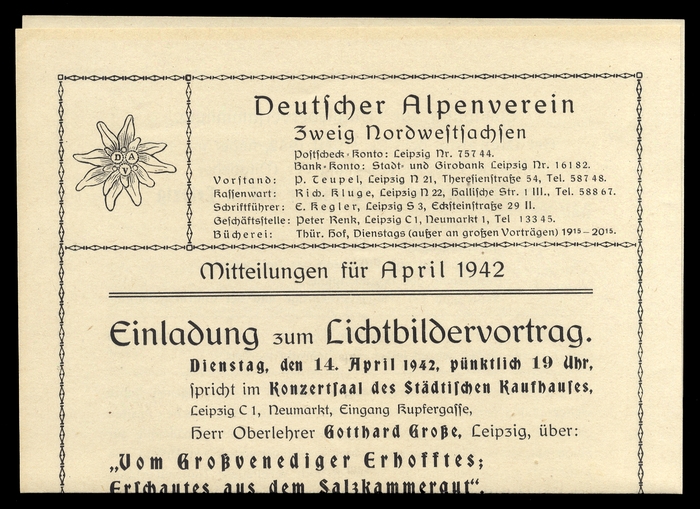 DAV
Deutſcher Alpenverein
Zweig Nordweſtſachſen
Poſtſcheck-Konto: Leipzig Nr. 757 44.
Bank-Konto: Stadt- und Girobank Leipzig Nr. 161 82.
Vorſtand: P. Teupel, Leipzig N 21, Thereſienſtraße 54, Tel. 587 48.
Kaſſenwart: Rich. Kluge, Leipzig N 22, Halliſche Str. 1 III., Tel. 588 67.
Schriftführer: E. Kegler, Leipzig S 3, Eckſteinſtraße 29 II.
Geſchäftsſtelle: Peter Renk, Leipzig C 1, Neumarkt 1, Tel 133 45.
Bücherei: Thür. Hof, Dienstags (außer an großen Vorträgen) 19¹⁵ – 20¹⁵.
Mitteilungen für April 1942
Einladung zum Lichtbildervortrag.
Dienstag, den 14. April 1942, pünktlich 19 Uhr,
ſpricht im Konzertſaal des Städtiſchen Kaufhauſes,
Leipzig C 1, Neumarkt, Eingang Kupfergaſſe,
Herr Oberlehrer Gotthard Große, Leipzig, über:
„Vom Großvenediger Erhofftes;
Erſchautes aus dem Salzkammergut“.